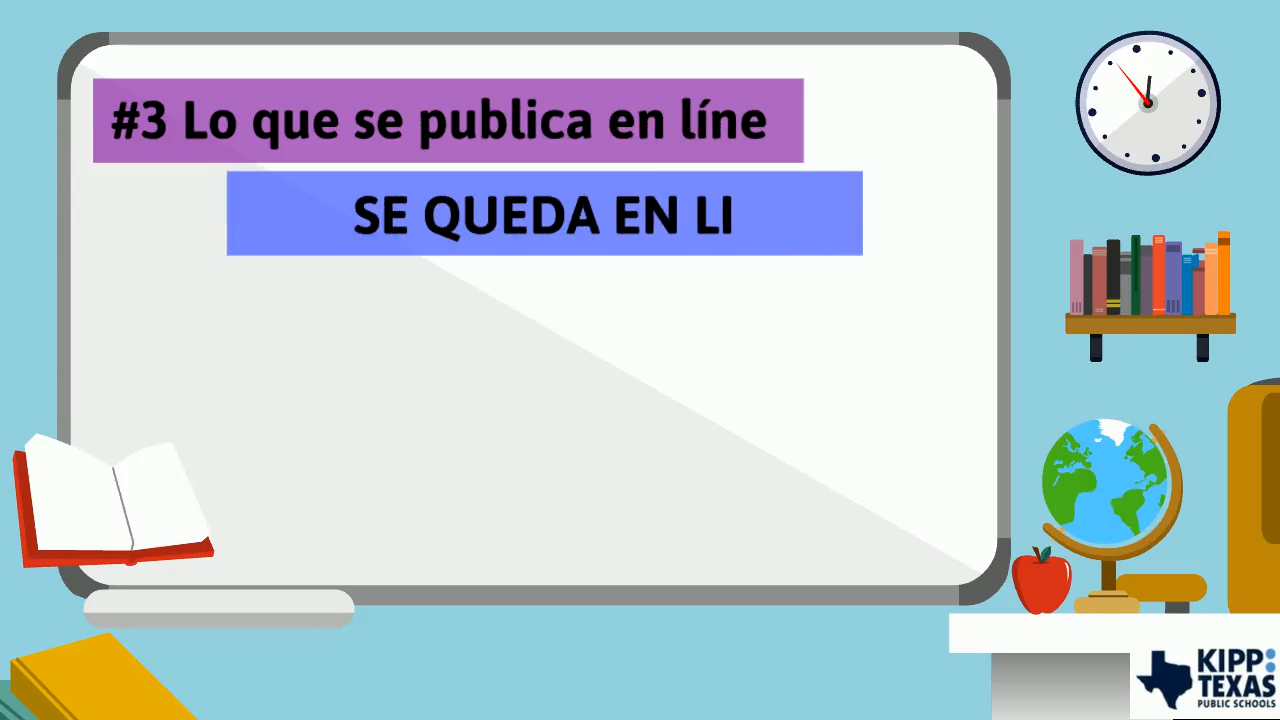 #3 Lo que se publica en líne
SE QUEDA EN LI
KIPP:
TEXAS
PUBLIC SCHOOLS